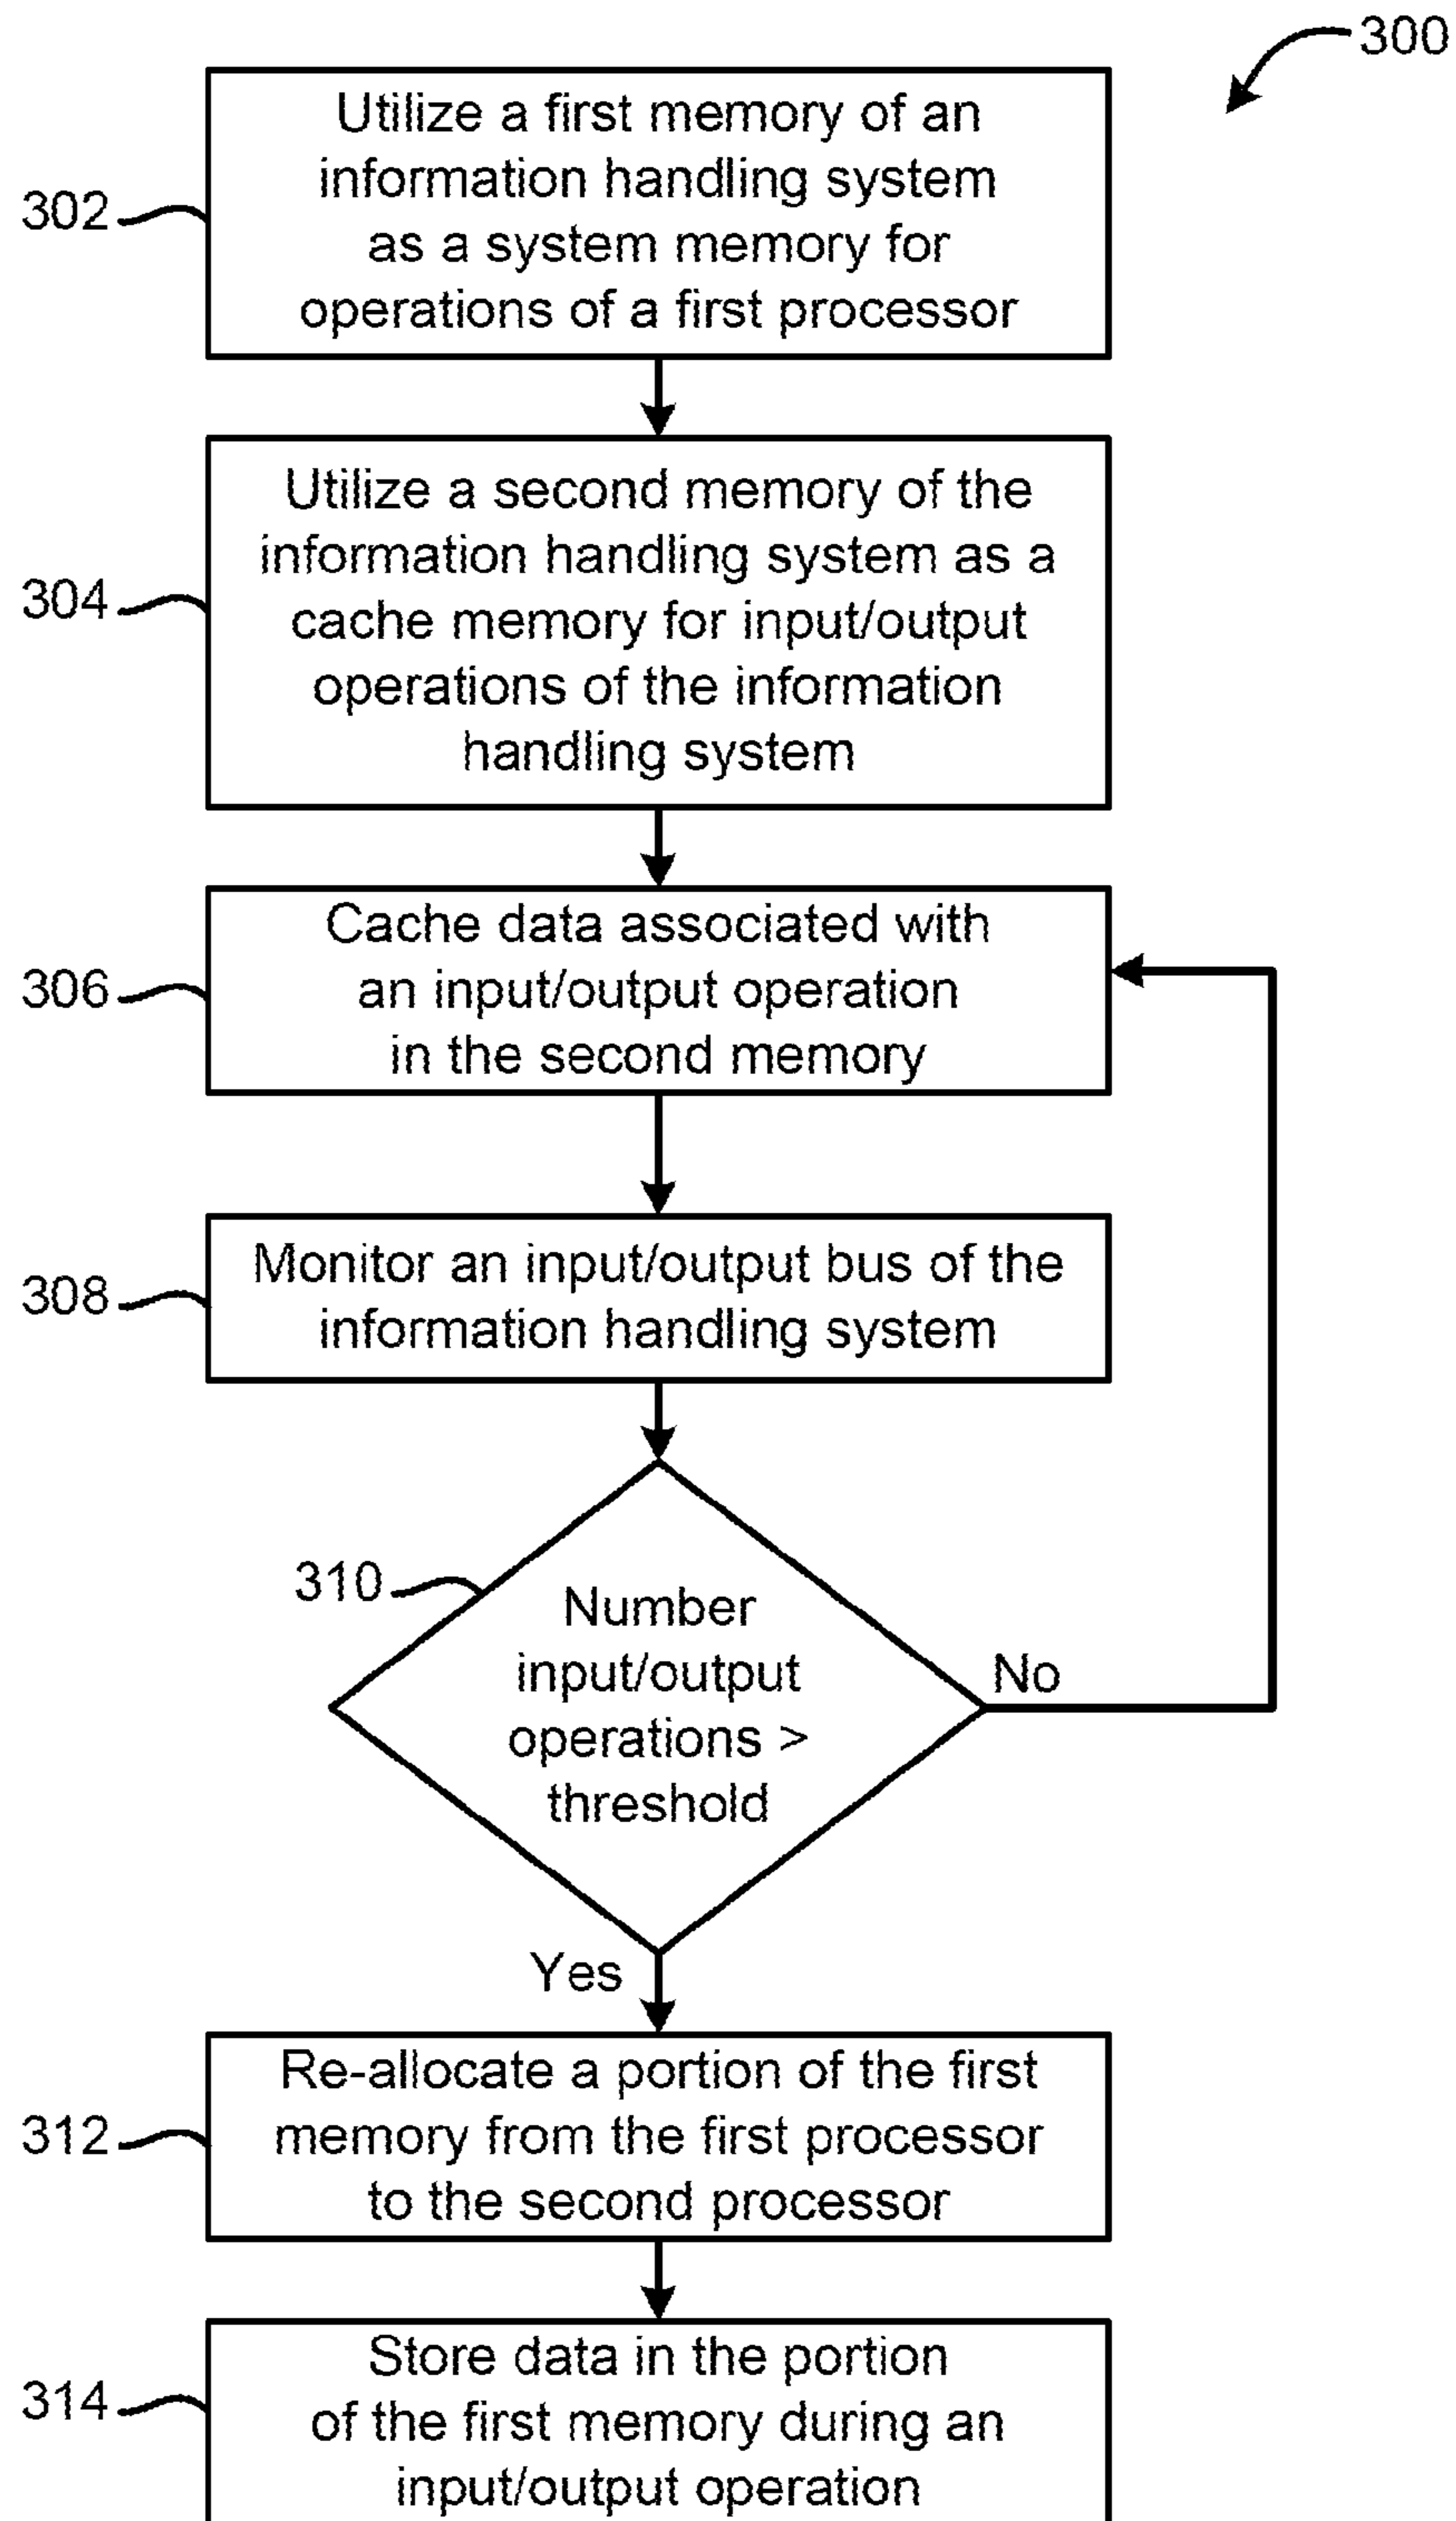 300
302
Utilize a first memory of an
information handling system
as a system memory for
operations of a first processor
304
Utilize a second memory of the
information handling system as a
cache memory for input/output
operations of the information
handling system
306
Cache data associated with
an input/output operation
in the second memory
308
Monitor an input/output bus of the
information handling system
310
Number
input/output
operations >
threshold
No
Yes
312
Re-allocate a portion of the first
memory from the first processor
to the second processor
314
Store data in the portion
of the first memory during an
input/output operation